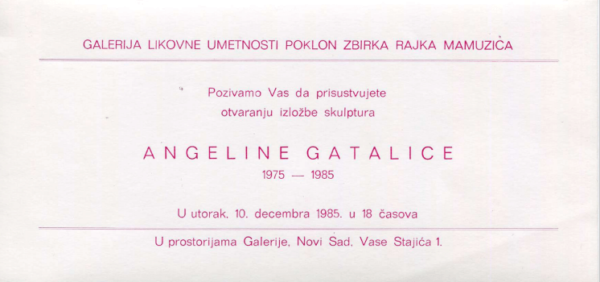 GALERIJA LIKOVNE UMETNOSTI POKLON ZBIRKA RAJKA MAMUZIĆA
Pozivamo Vas da prisustvujete
otvaranju izložbe skulptura
ANGELINE GATALICE
1975 — 1985
U utorak, 10. decembra 1985. u 18 časova
U prostorijama Galerije, Novi Sad, Vase Stajića 1.